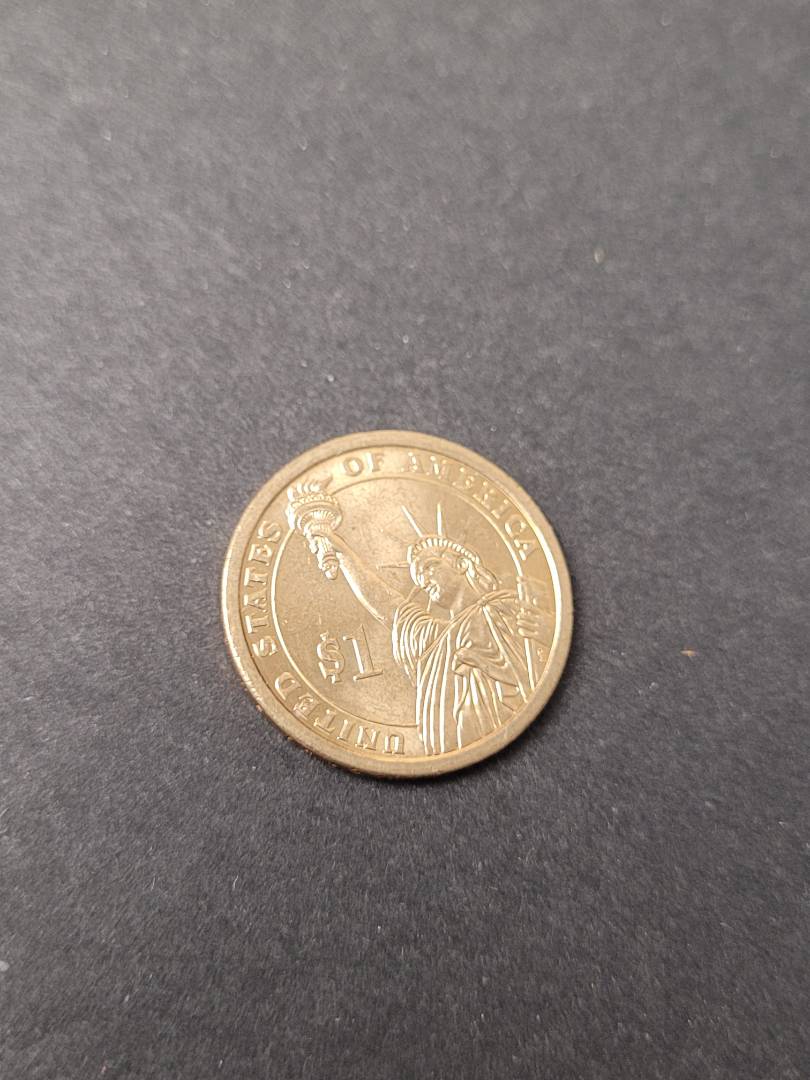 UNITED STATES OF AMERICA
$1